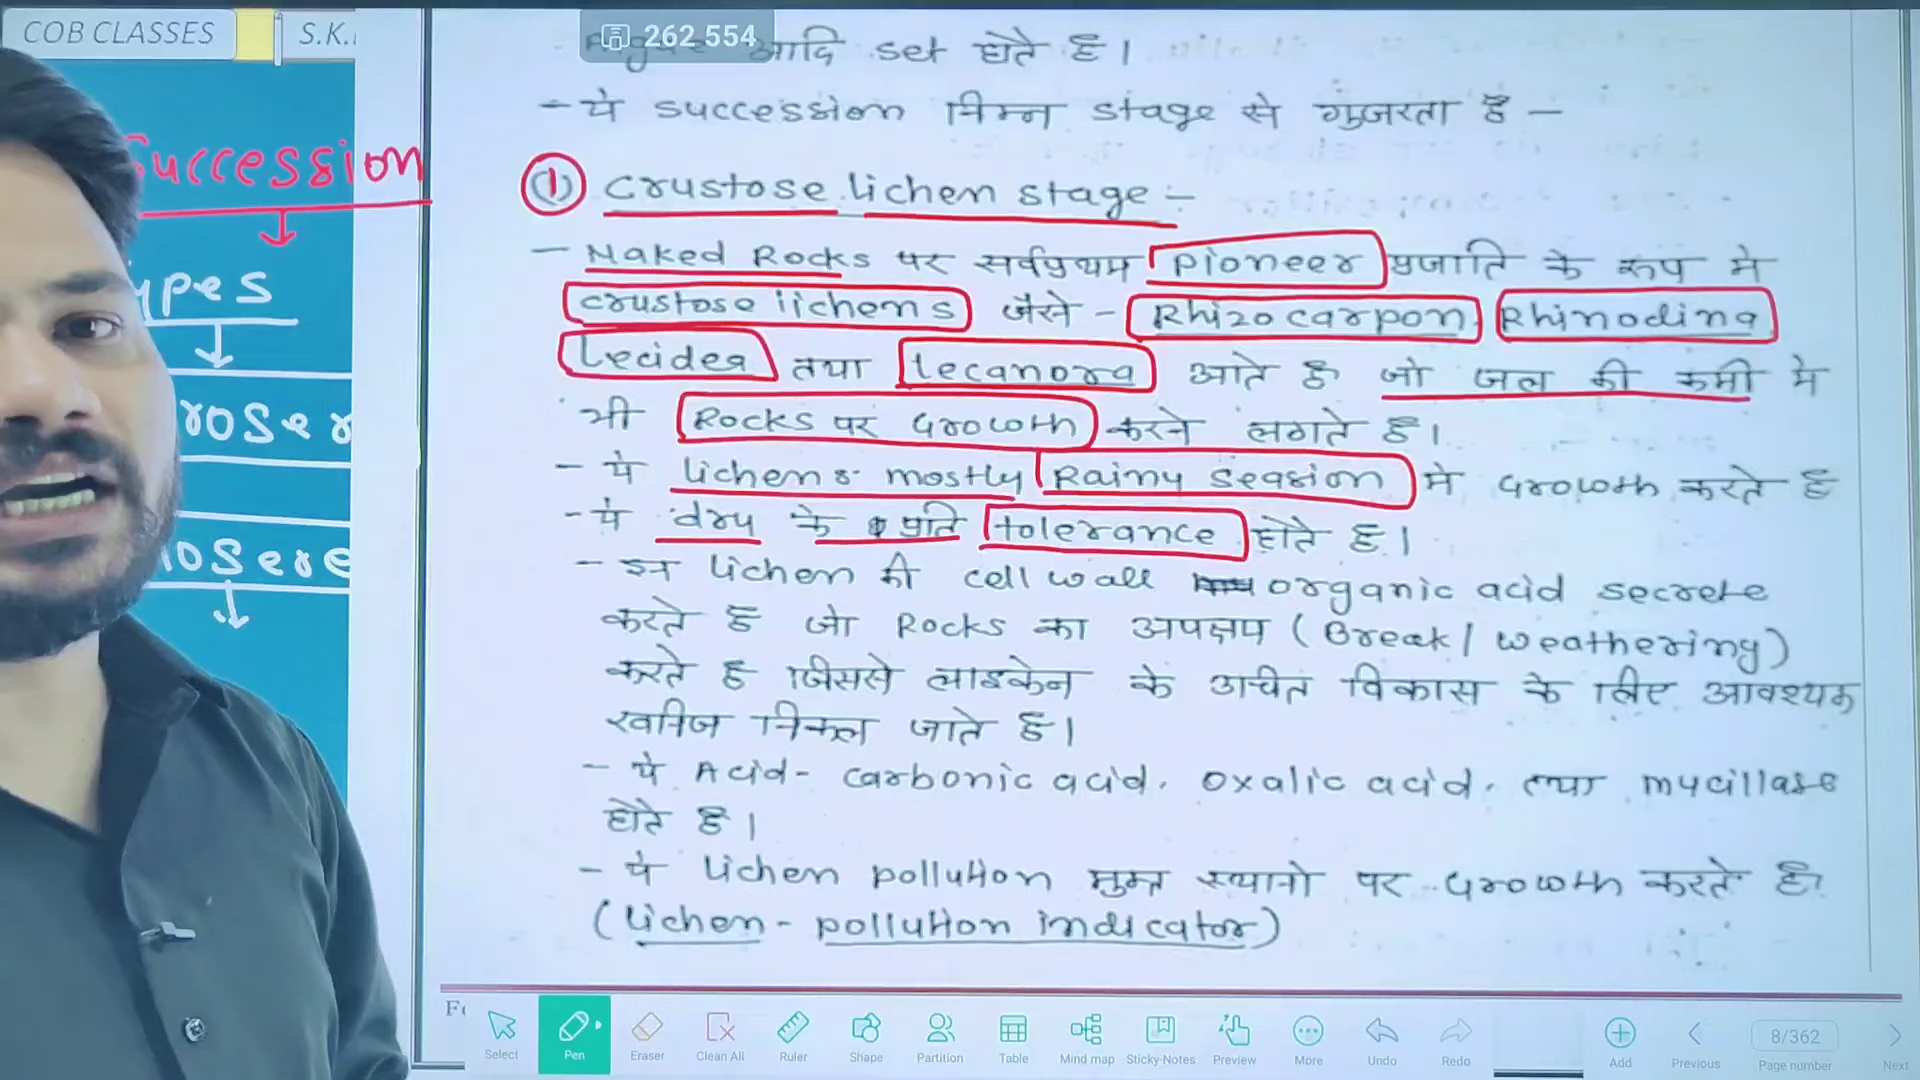 COB CLASSES
S.K.
262 554
आदि set होते है।
- ये succession निम्न stage से गुजरता है -
Succession
① Crustose lichen stage :-
- Naked Rocks पर सर्वप्रथम Pioneer प्रजाति के रूप मे
ypes
crustose lichens जैसे - Rhizocarpon, Rhinodina
Lecidea तथा Lecanora आते है जो जल की कमी मे
rosere
भी Rocks पर Growth करने लगते है।
- ये lichens mostly Rainy Seasion मे Growth करते है
- ये dry के प्रति tolerance होते है।
osere
- इन lichen की cell wall organic acid secrete
करते है जो Rocks का अपक्षय (Break / weathering)
करते है जिससे लाइकेन के उचित विकास के लिए आवश्यक
खनिज निकल जाते है।
- ये Acid - carbonic acid, oxalic acid, तथा mycillase
होते है।
- ये lichen pollution मुक्त स्थानो पर Growth करते है।
(lichen - pollution indicator)
Select
Pen
Eraser
Clean All
Ruler
Shape
Partition
Table
Mind map
Sticky-Notes
Preview
More
Undo
Redo
Add
Previous
8/362
Page number
Next